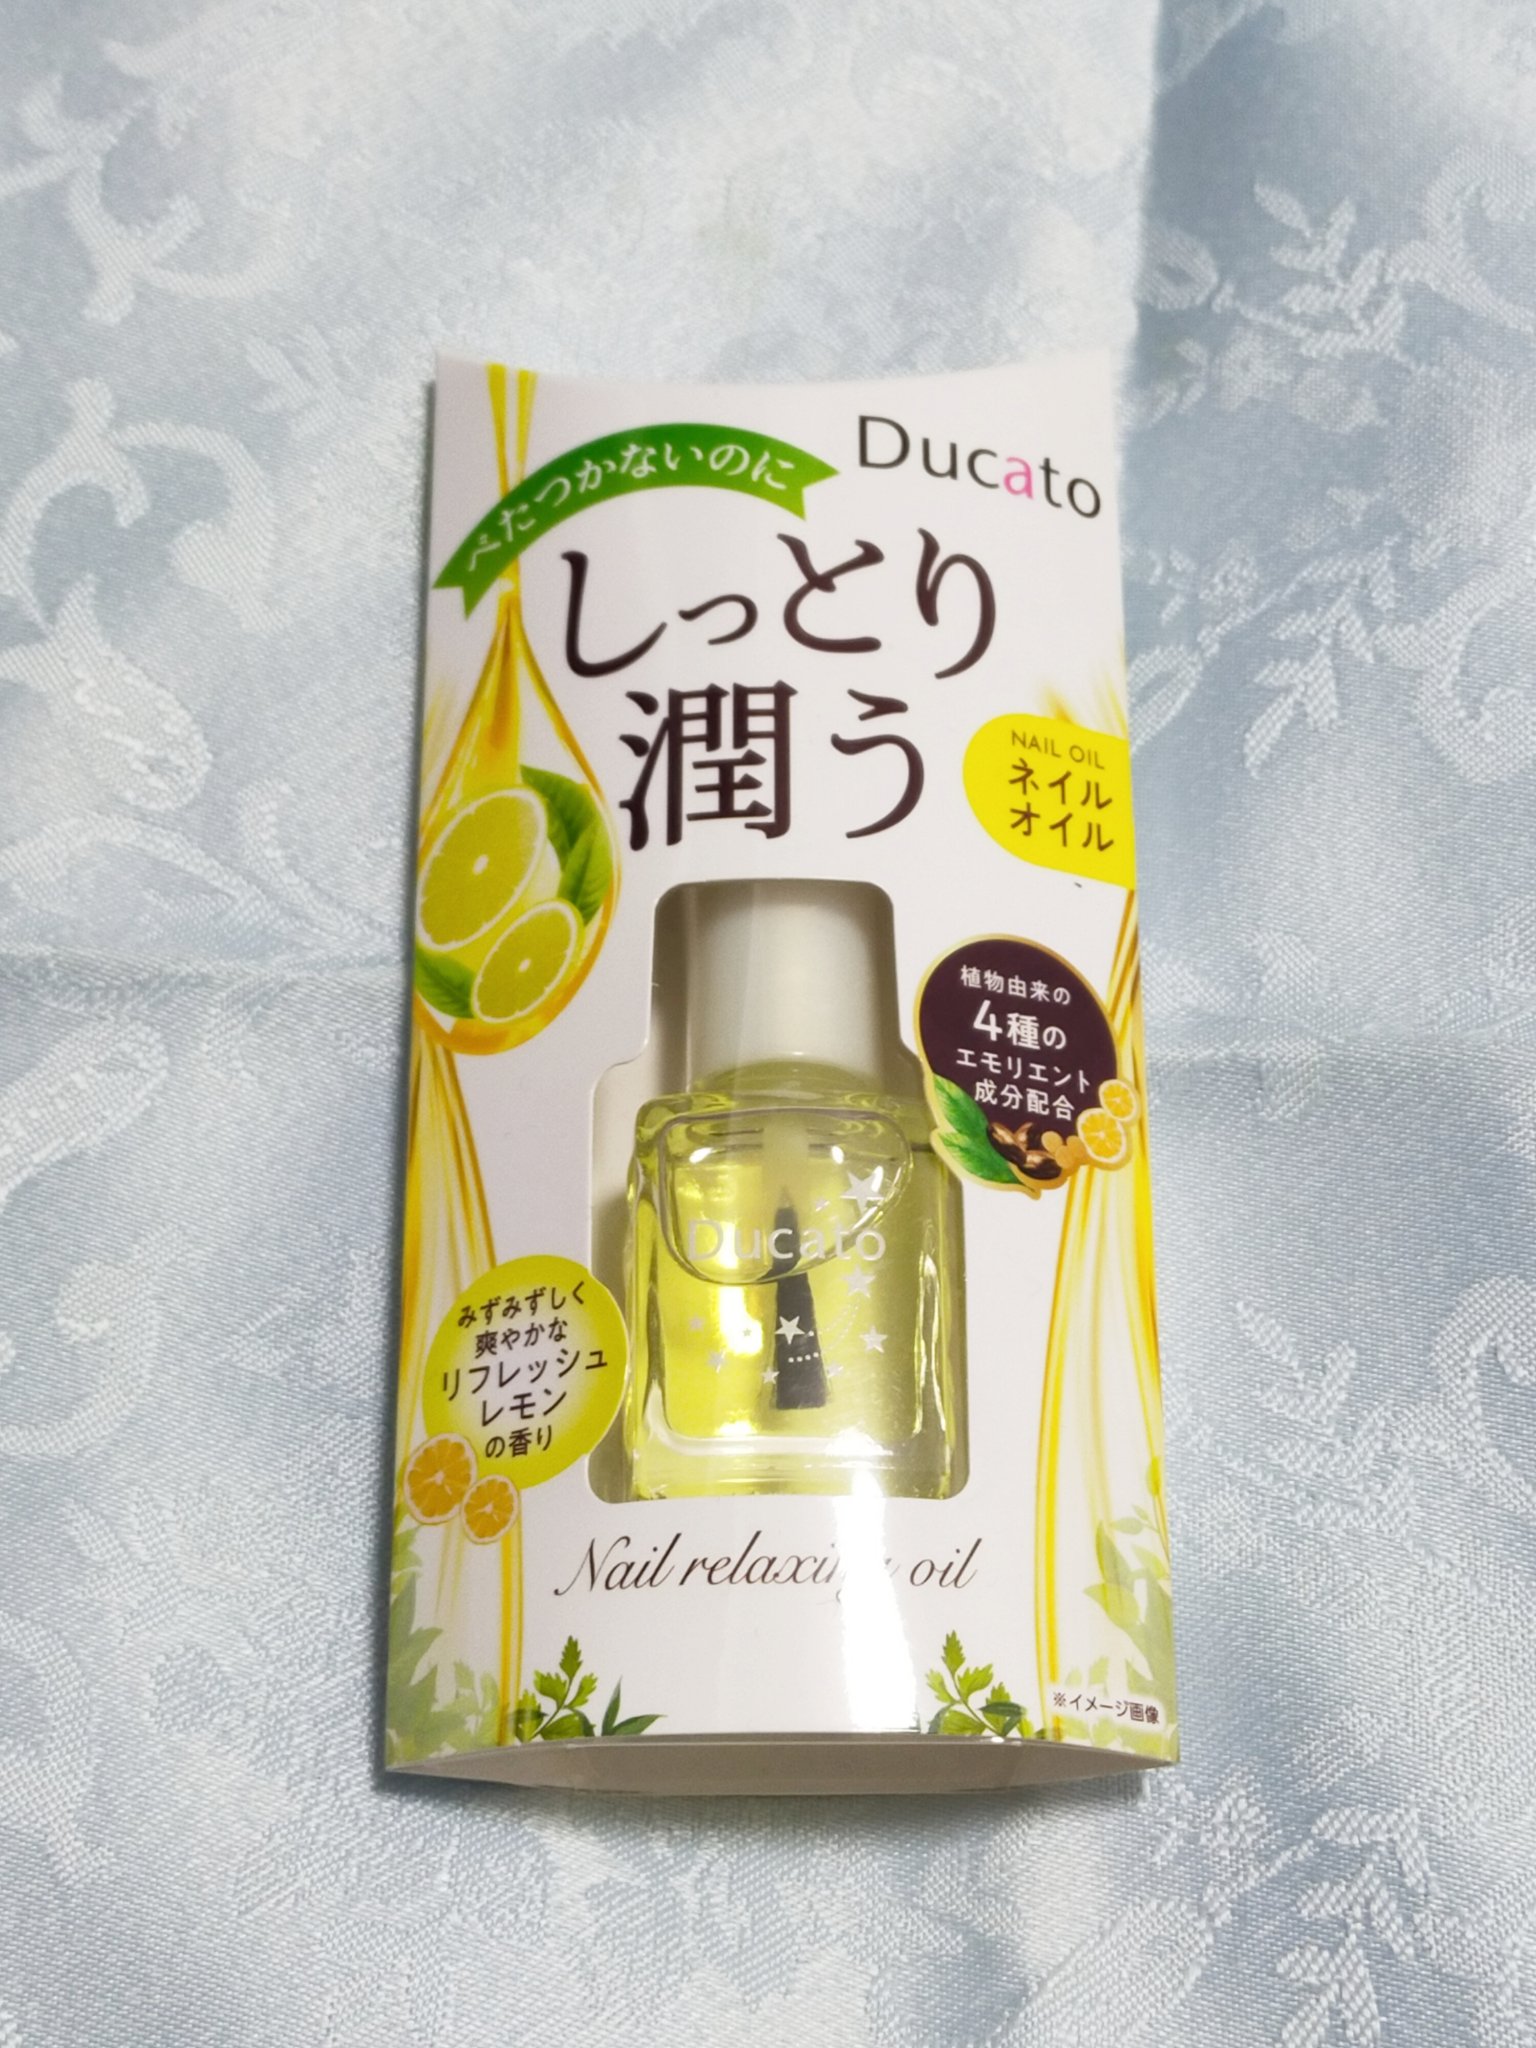 Ducato
べたつかないのに
しっとり
潤う
NAIL OIL
ネイル
オイル
植物由来の
4種の
エモリエント
成分配合
Ducato
みずみずしく
爽やかな
リフレッシュ
レモン
の香り
Nail relaxing oil
※イメージ画像